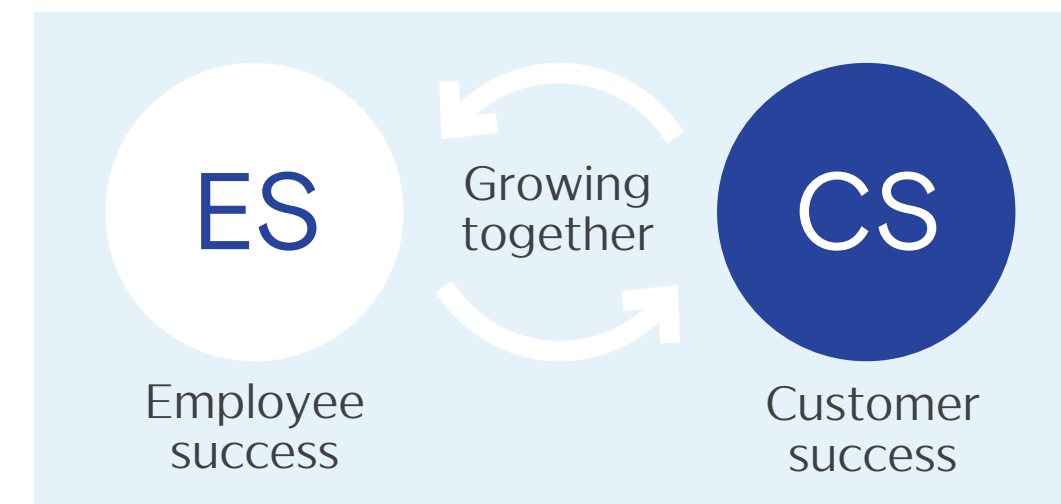 ES
Growing
together
CS
Employee
success
Customer
success